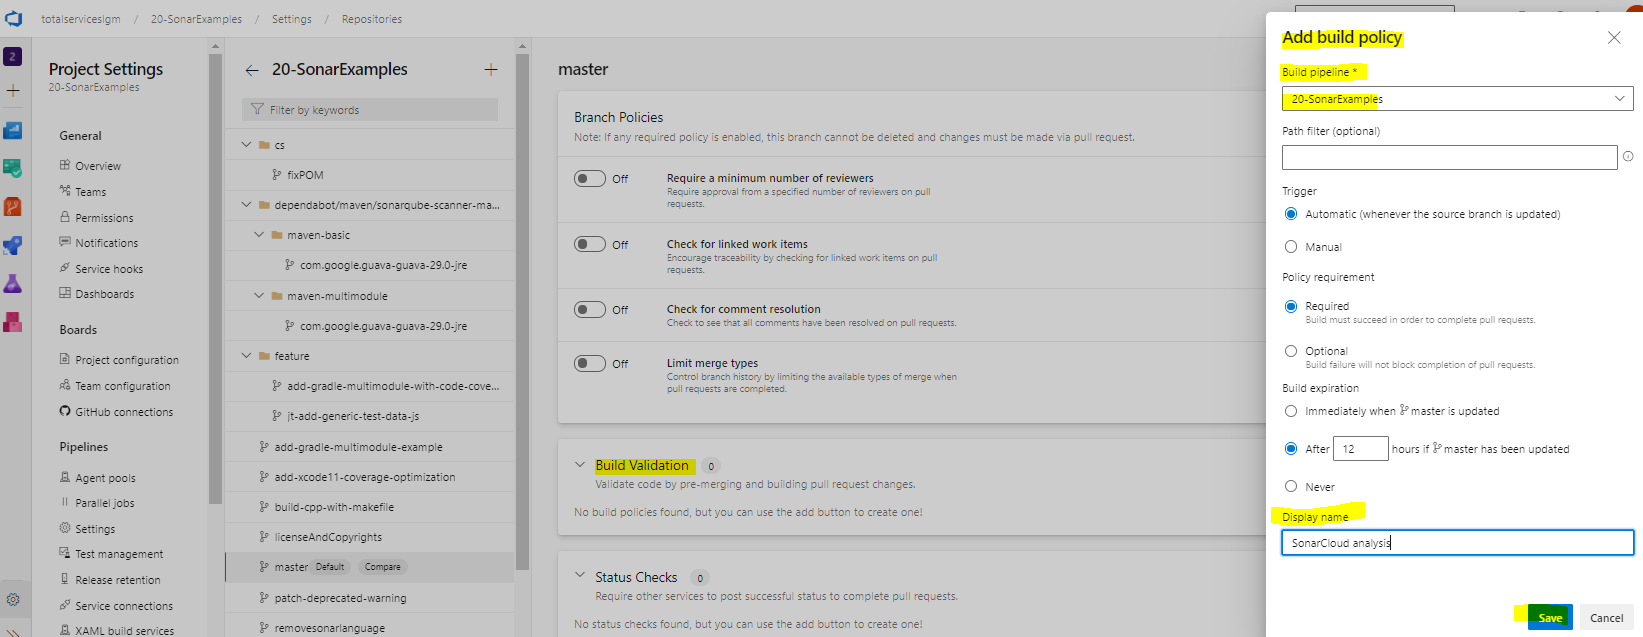 totalserviceslgm / 20-SonarExamples / Settings / Repositories
2
Project Settings
20-SonarExamples
General
Overview
Teams
Permissions
Notifications
Service hooks
Dashboards
Boards
Project configuration
Team configuration
GitHub connections
Pipelines
Agent pools
Parallel jobs
Settings
Test management
Release retention
Service connections
XAML build services
20-SonarExamples
Filter by keywords
cs
fixPOM
dependabot/maven/sonarqube-scanner-ma...
maven-basic
com.google.guava-guava-29.0-jre
maven-multimodule
com.google.guava-guava-29.0-jre
feature
add-gradle-multimodule-with-code-cove...
jt-add-generic-test-data-js
add-gradle-multimodule-example
add-xcode11-coverage-optimization
build-cpp-with-makefile
licenseAndCopyrights
master Default Compare
patch-deprecated-warning
removesonarlanguage
master
Branch Policies
Note: If any required policy is enabled, this branch cannot be deleted and changes must be made via pull request.
Off Require a minimum number of reviewers
Require approval from a specified number of reviewers on pull
requests.
Off Check for linked work items
Encourage traceability by checking for linked work items on pull
requests.
Off Check for comment resolution
Check to see that all comments have been resolved on pull requests.
Off Limit merge types
Control branch history by limiting the available types of merge when
pull requests are completed.
Build Validation 0
Validate code by pre-merging and building pull request changes.
No build policies found, but you can use the add button to create one!
Status Checks 0
Require other services to post successful status to complete pull requests.
No status checks found, but you can use the add button to create one!
Add build policy
Build pipeline *
20-SonarExamples
Path filter (optional)
Trigger
Automatic (whenever the source branch is updated)
Manual
Policy requirement
Required
Build must succeed in order to complete pull requests.
Optional
Build failure will not block completion of pull requests.
Build expiration
Immediately when master is updated
After 12 hours if master has been updated
Never
Display name
SonarCloud analysis
Save Cancel